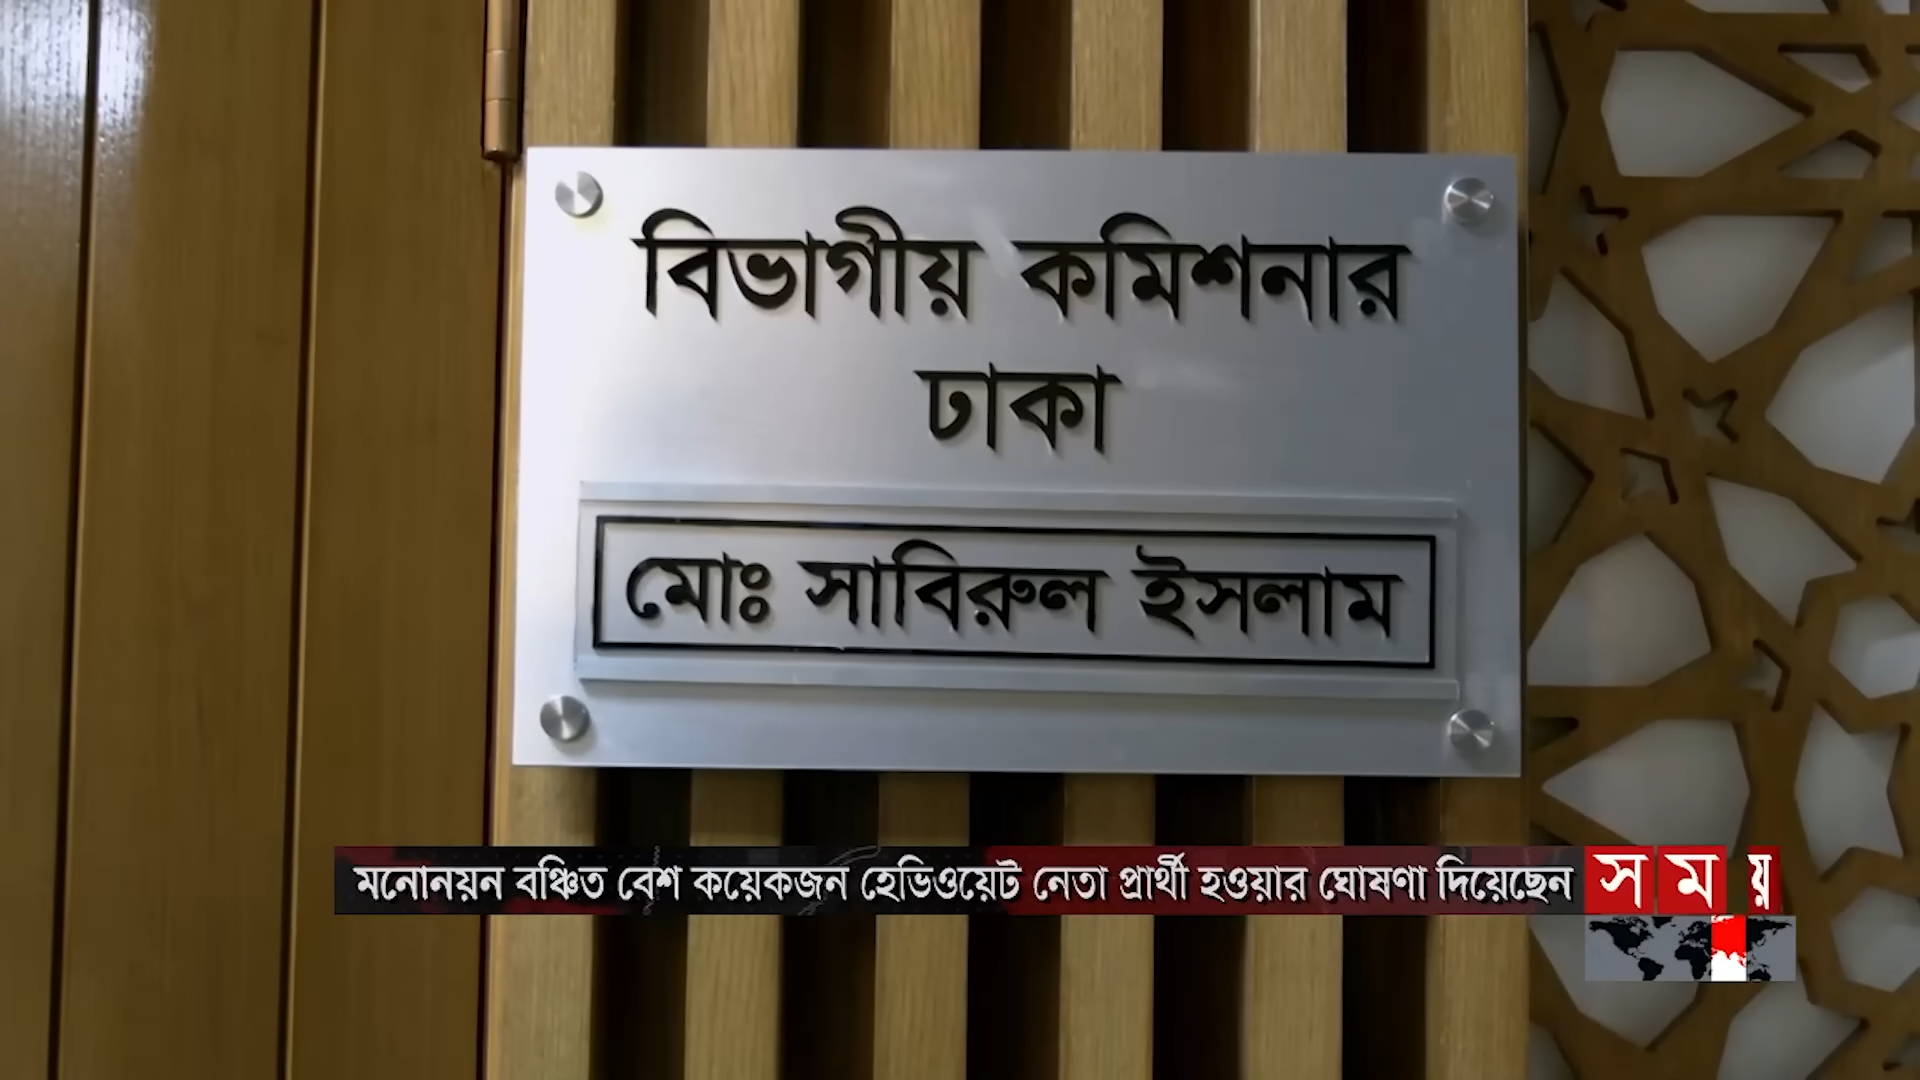 বিভাগীয় কমিশনার
ঢাকা
মোঃ সাবিরুল ইসলাম
মনোনয়ন বঞ্চিত বেশ কয়েকজন হেভিওয়েট নেতা প্রার্থী হওয়ার ঘোষণা দিয়েছেন
সময়